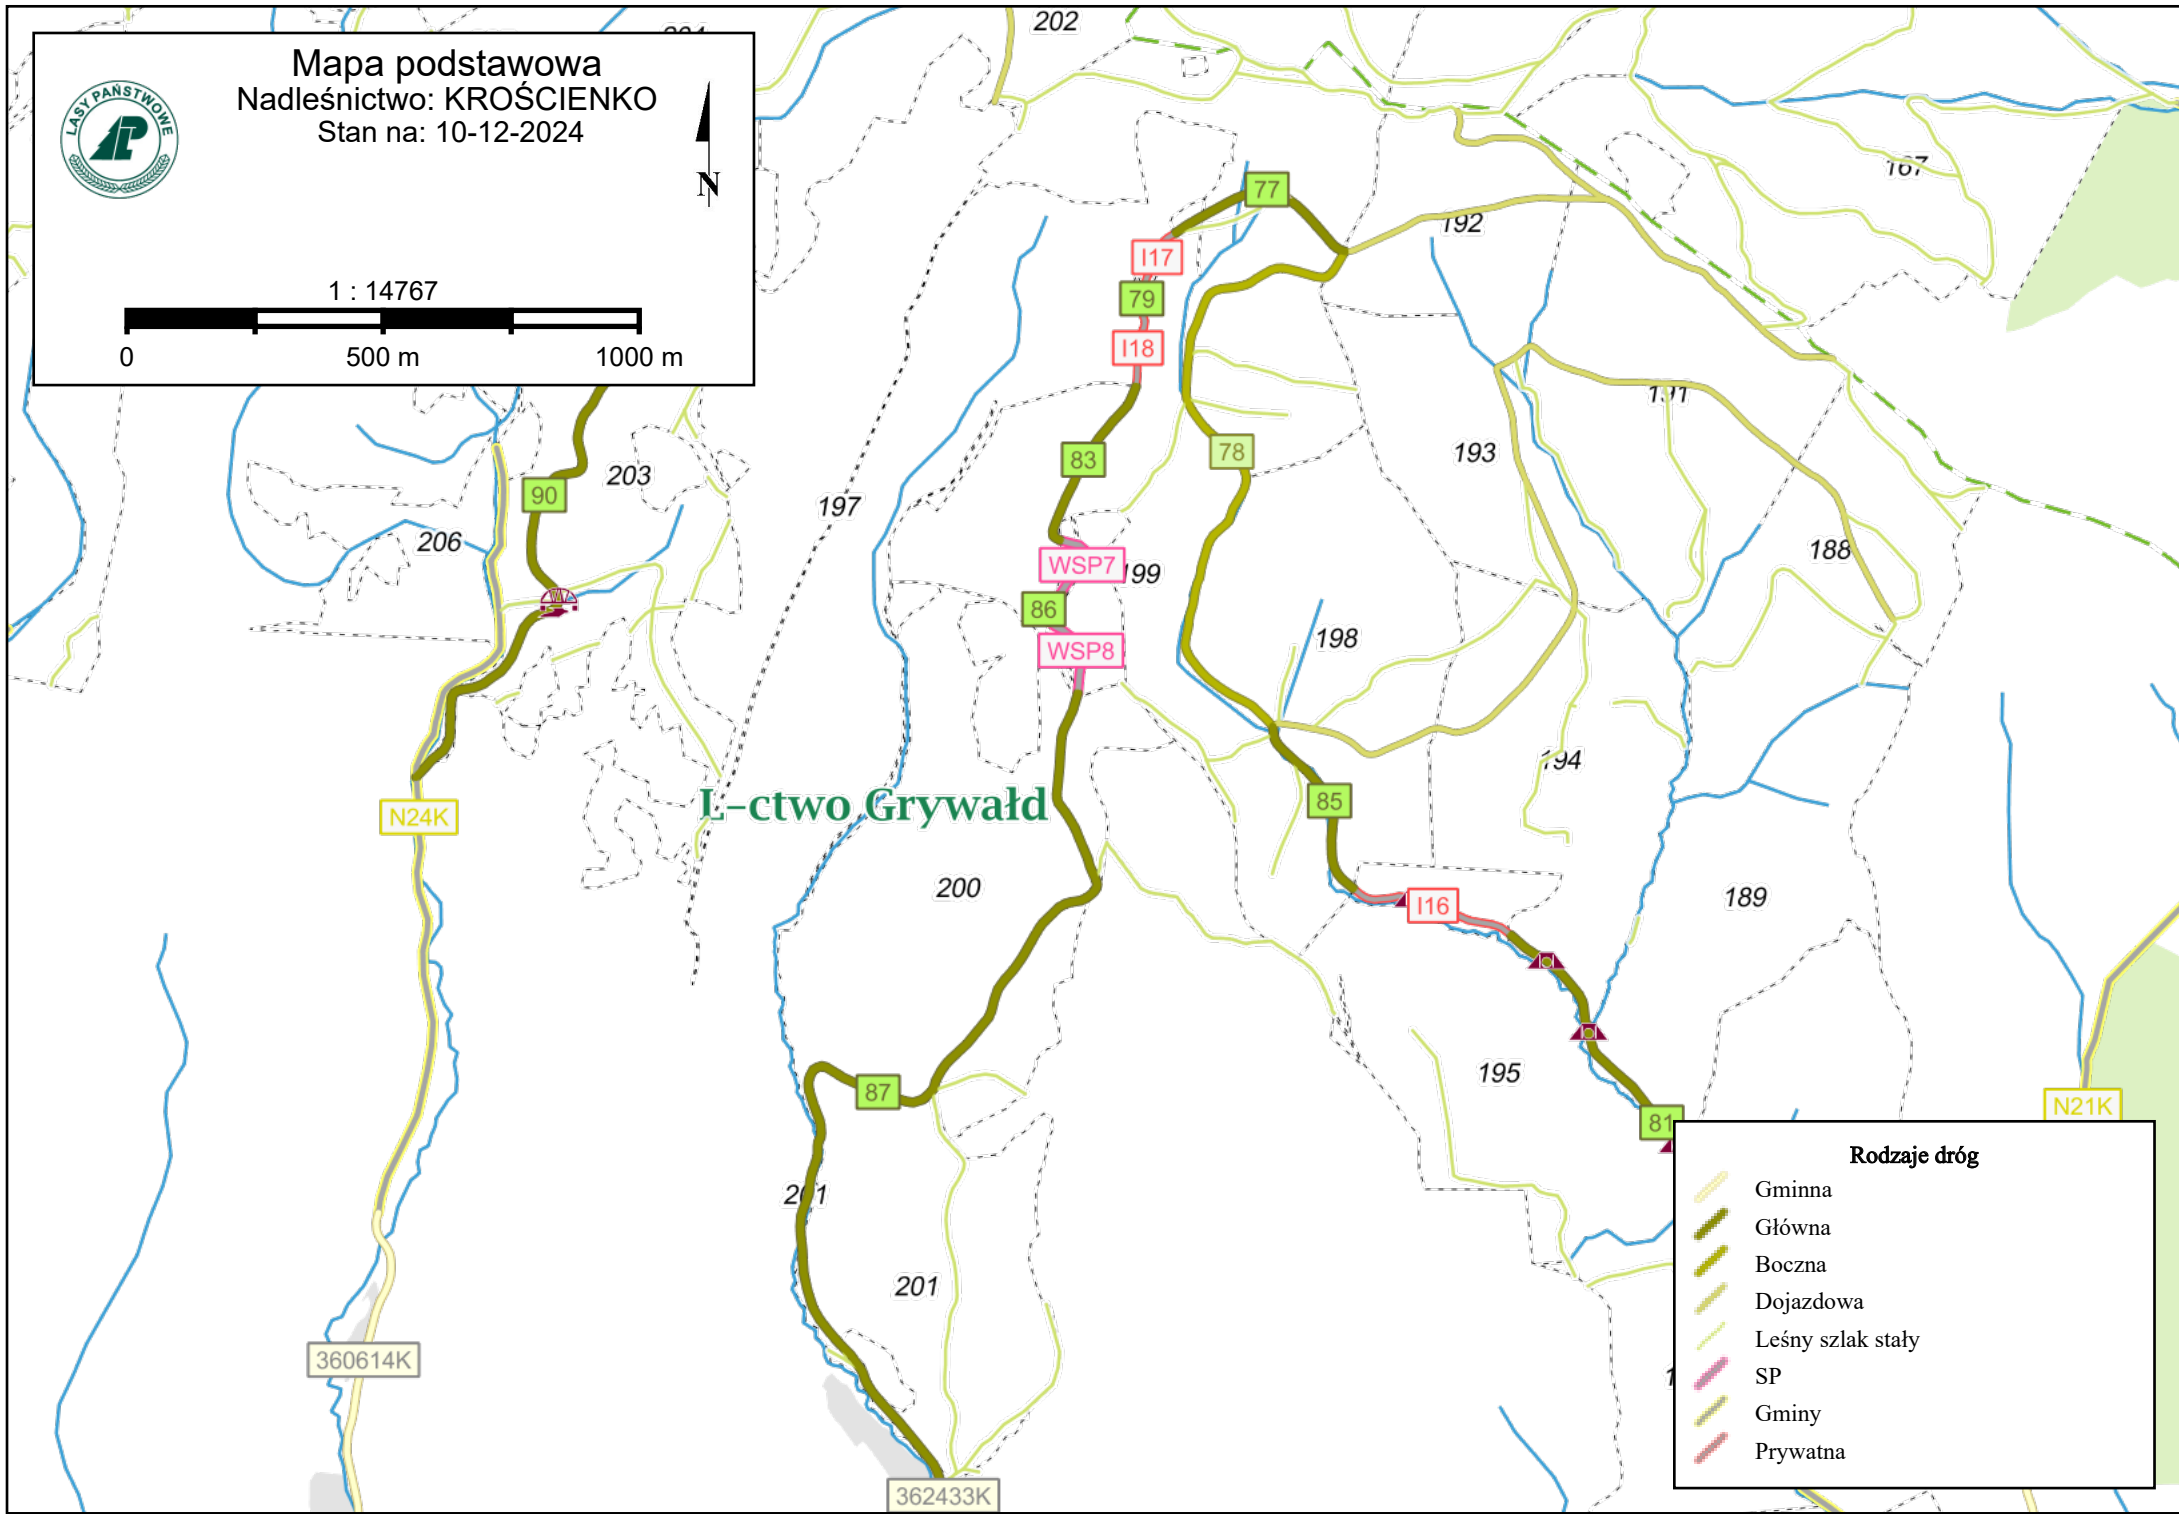 Mapa podstawowa
Nadleśnictwo: KROŚCIENKO
Stan na: 10-12-2024
LASY PAŃSTWOWE
N
1 : 14767
0 500 m 1000 m
202
167
77
192
I17
79
I18
191
83
78
193
90
203
197
206
188
WSP7
199
86
198
WSP8
194
L-ctwo Grywałd
85
N24K
200
189
I16
195
87
81
N21K
201
201
360614K
362433K
Rodzaje dróg
Gminna
Główna
Boczna
Dojazdowa
Leśny szlak stały
SP
Gminy
Prywatna